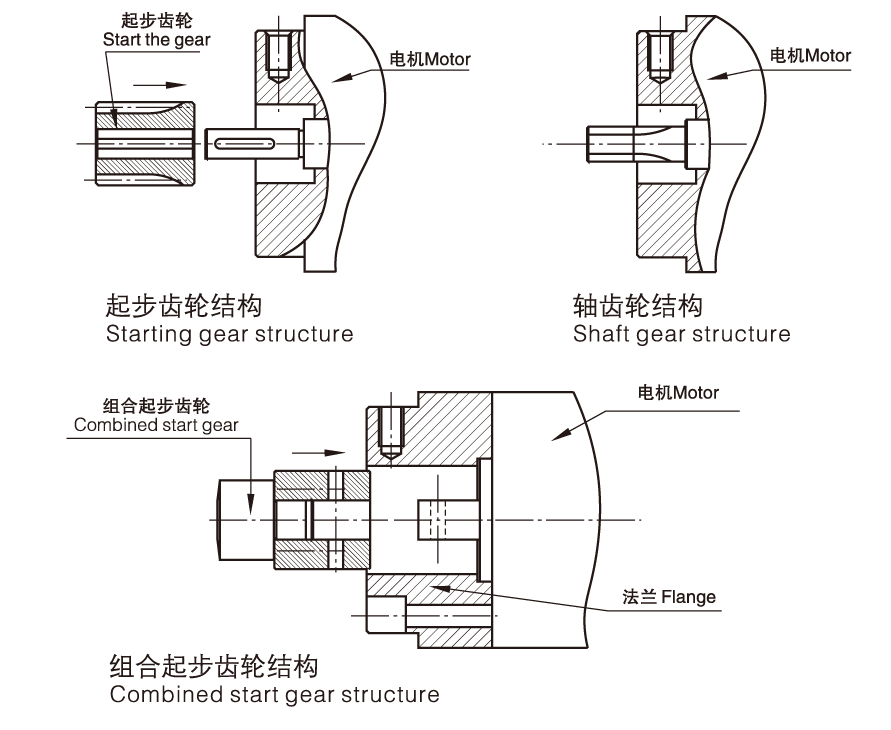 起步齿轮
Start the gear
电机Motor
电机Motor
起步齿轮结构
Starting gear structure
轴齿轮结构
Shaft gear structure
组合起步齿轮
Combined start gear
电机Motor
法兰 Flange
组合起步齿轮结构
Combined start gear structure